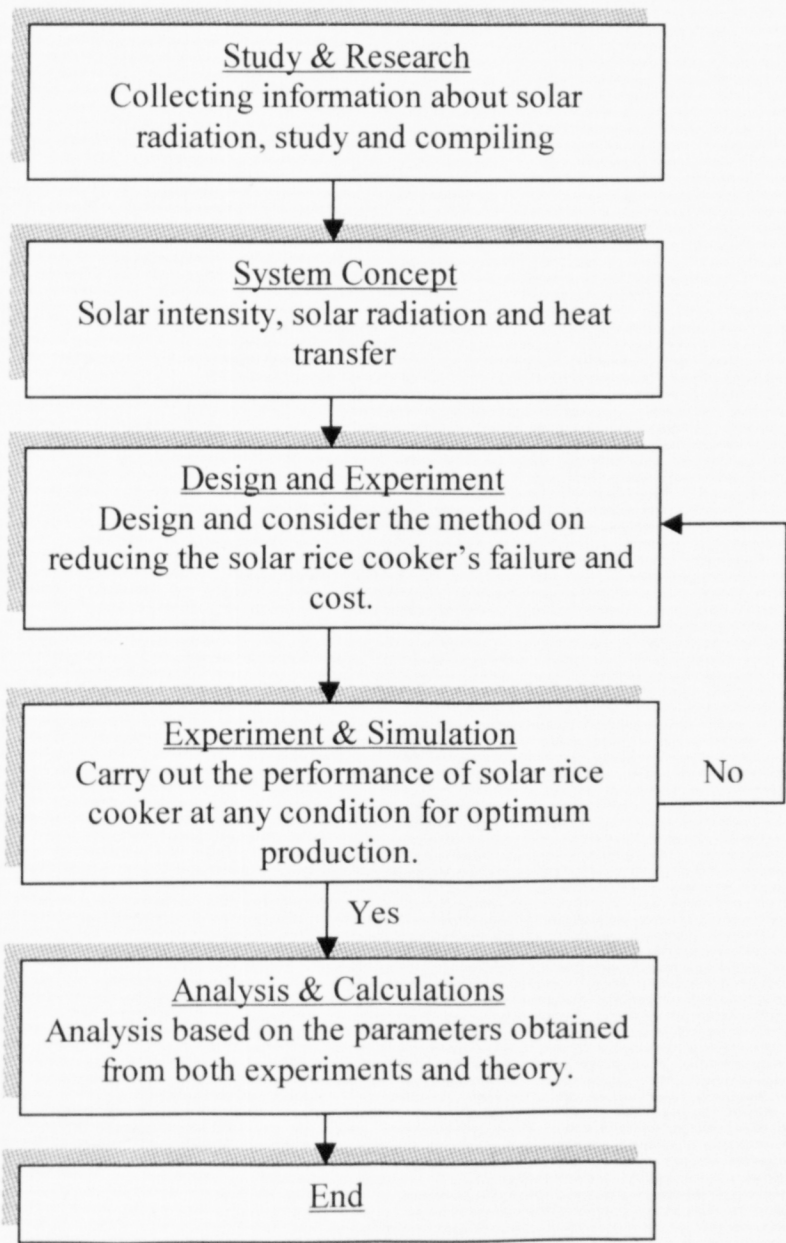 Study & Research
Collecting information about solar
radiation, study and compiling
System Concept
Solar intensity, solar radiation and heat
transfer
Design and Experiment
Design and consider the method on
reducing the solar rice cooker's failure and
cost.
Experiment & Simulation
Carry out the performance of solar rice
cooker at any condition for optimum
production.
No
Yes
Analysis & Calculations
Analysis based on the parameters obtained
from both experiments and theory.
End